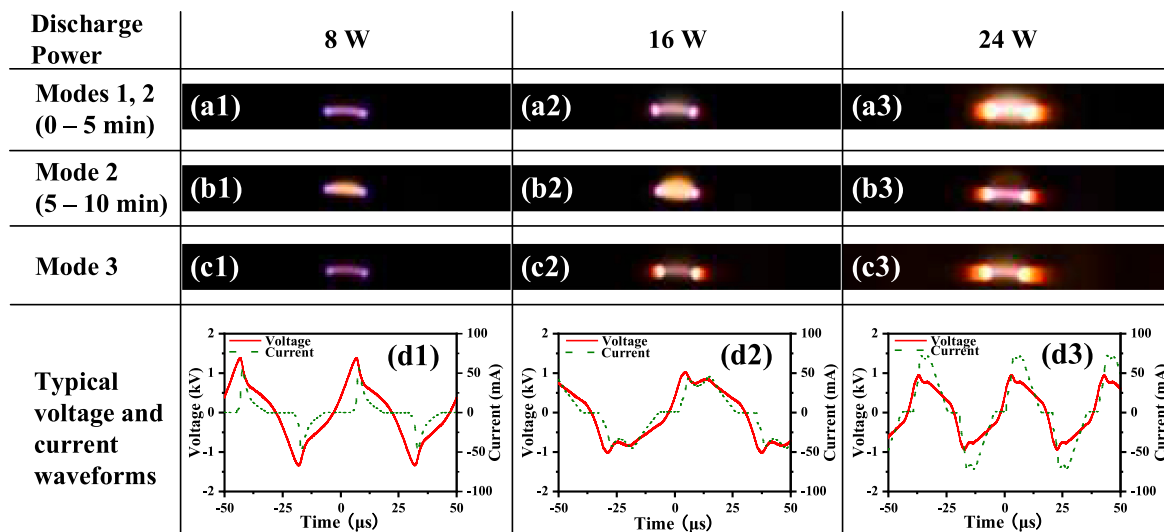 Discharge
Power
8 W
16 W
24 W
Modes 1, 2
(0 – 5 min)
(a1)
(a2)
(a3)
Mode 2
(5 – 10 min)
(b1)
(b2)
(b3)
Mode 3
(c1)
(c2)
(c3)
Typical
voltage and
current
waveforms
2
1
0
-1
-2
Voltage (kV)
Voltage
Current
(d1)
100
50
0
-50
-100
Current (mA)
-50
-25
0
25
50
Time (μs)
2
1
0
-1
-2
Voltage (kV)
Voltage
Current
(d2)
100
50
0
-50
-100
Current (mA)
-50
-25
0
25
50
Time (μs)
2
1
0
-1
-2
Voltage (kV)
Voltage
Current
(d3)
100
50
0
-50
-100
Current (mA)
-50
-25
0
25
50
Time (μs)